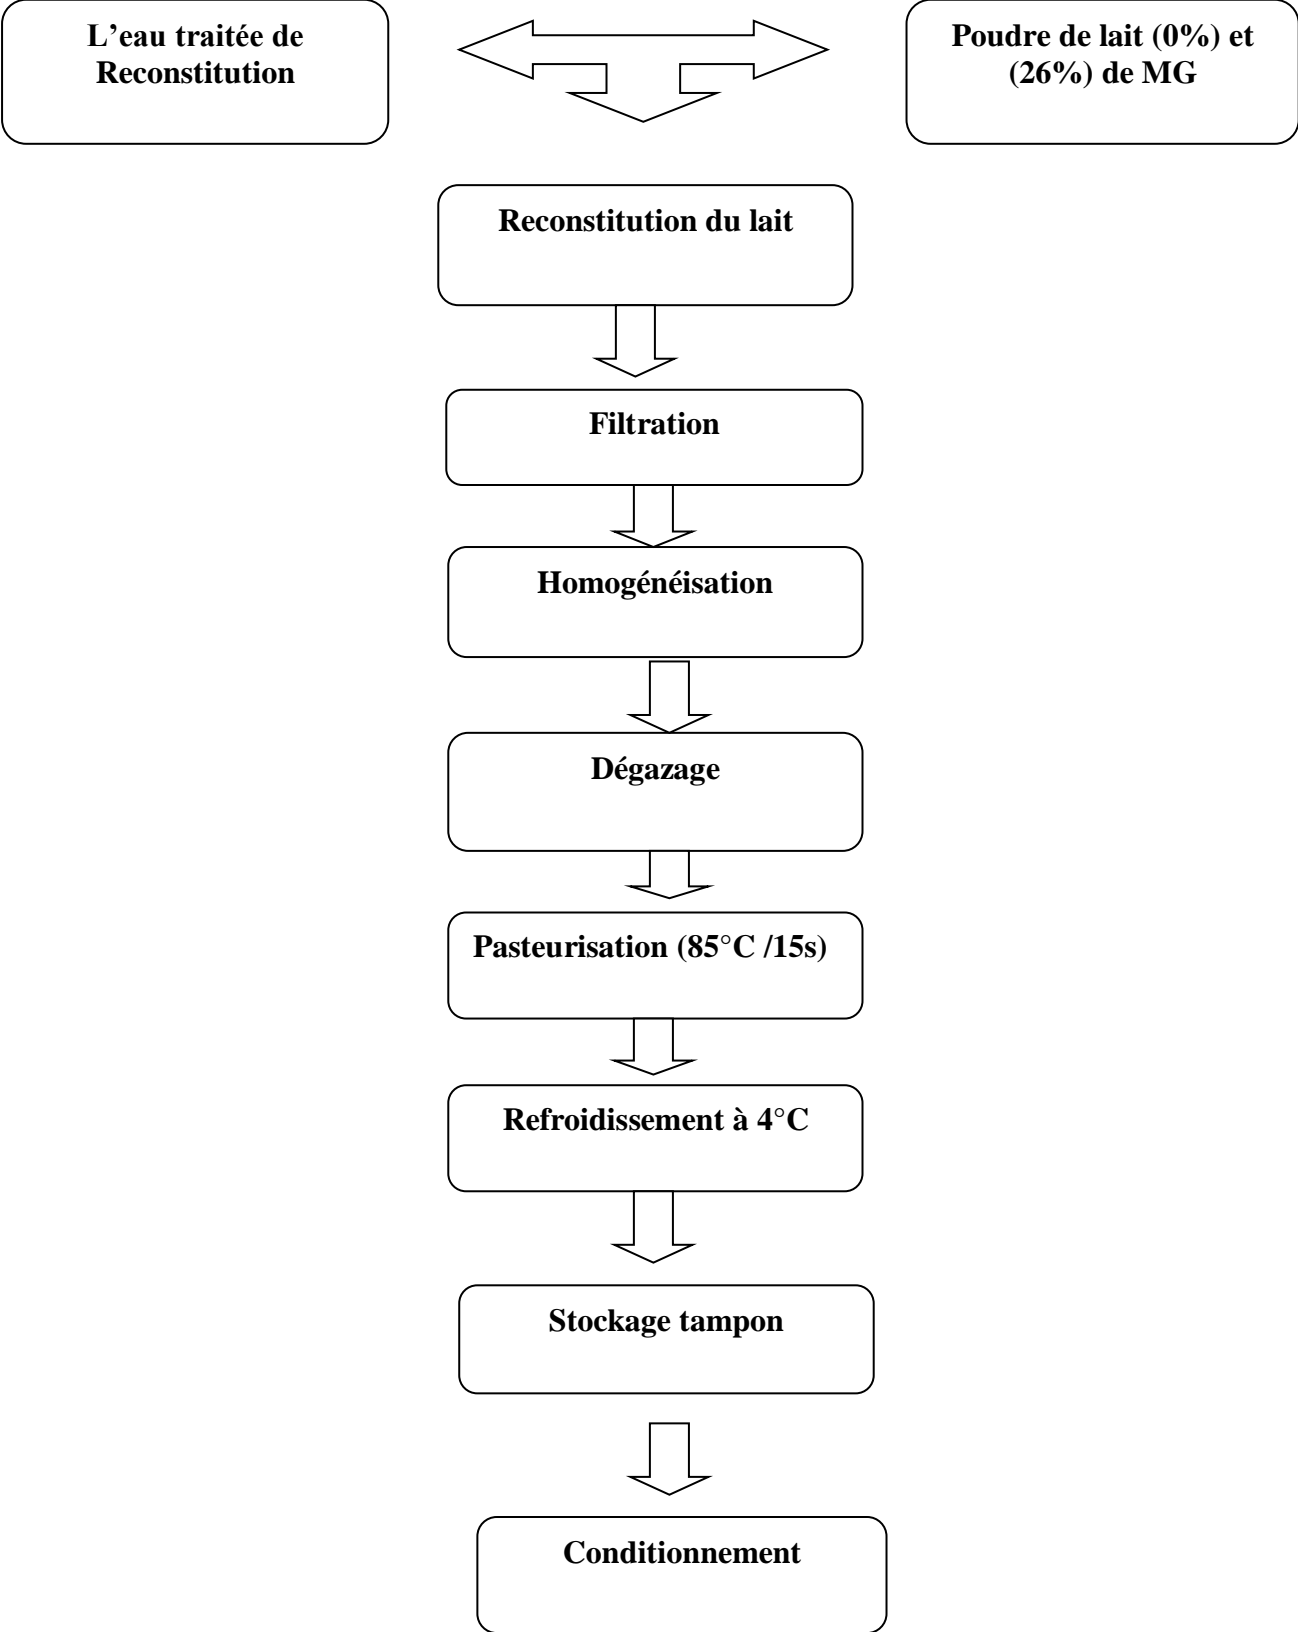 L’eau traitée de
Reconstitution
Poudre de lait (0%) et
(26%) de MG
Reconstitution du lait
Filtration
Homogénéisation
Dégazage
Pasteurisation (85°C /15s)
Refroidissement à 4°C
Stockage tampon
Conditionnement